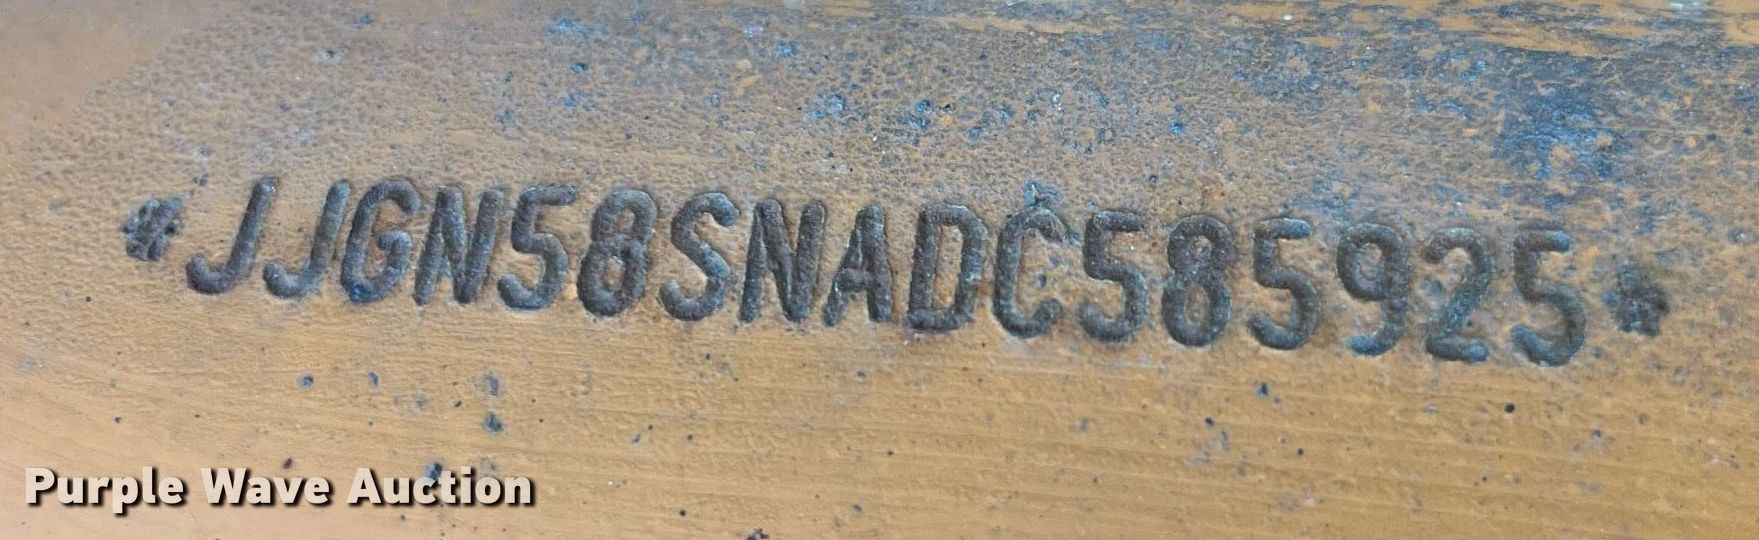 *JJGN58SNADC585925*
Purple Wave Auction